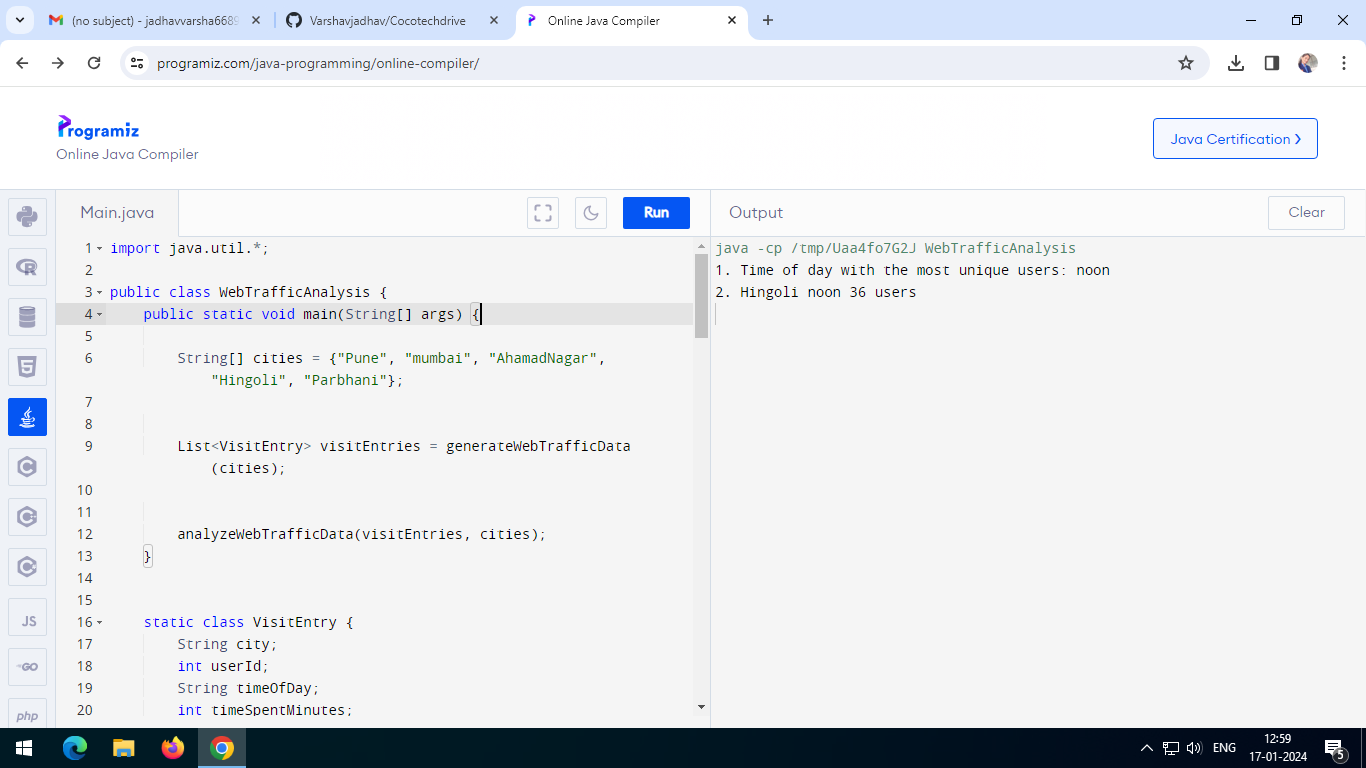 (no subject) - jadhavvarsha6689
Varshavjadhav/Cocotechdrive
Online Java Compiler
programiz.com/java-programming/online-compiler/
Programiz
Online Java Compiler
Java Certification >
Main.java
Run
Output
Clear
1 import java.util.*;
2
3 public class WebTrafficAnalysis {
4 public static void main(String[] args) {
5
6 String[] cities = {"Pune", "mumbai", "AhamadNagar",
"Hingoli", "Parbhani"};
7
8
9 List<VisitEntry> visitEntries = generateWebTrafficData
(cities);
10
11
12 analyzeWebTrafficData(visitEntries, cities);
13 }
14
15
16 static class VisitEntry {
17 String city;
18 int userId;
19 String timeOfDay;
20 int timeSpentMinutes;
java -cp /tmp/Uaa4fo7G2J WebTrafficAnalysis
1. Time of day with the most unique users: noon
2. Hingoli noon 36 users
R
5
C
C
C
JS
GO
php
ENG
12:59
17-01-2024
5